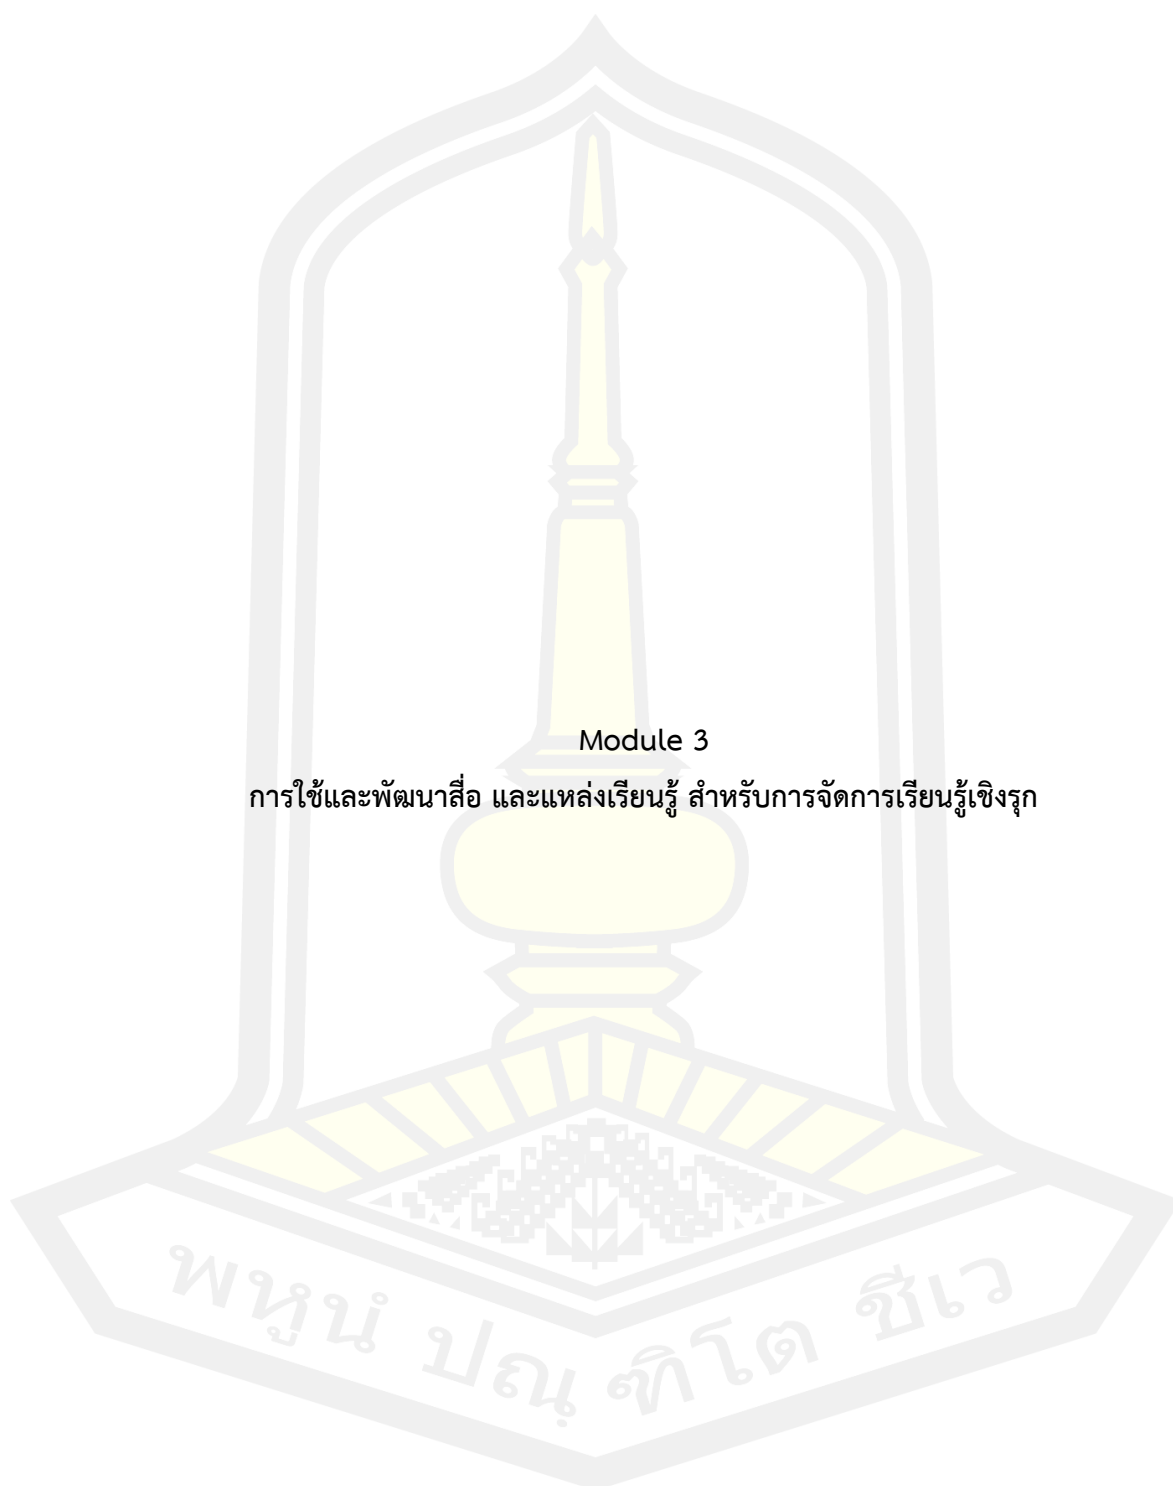 Module 3
การใช้และพัฒนาสื่อ และแหล่งเรียนรู้ สำหรับการจัดการเรียนรู้เชิงรุก
พหูนํ ปณฺฑิโต ชีเว